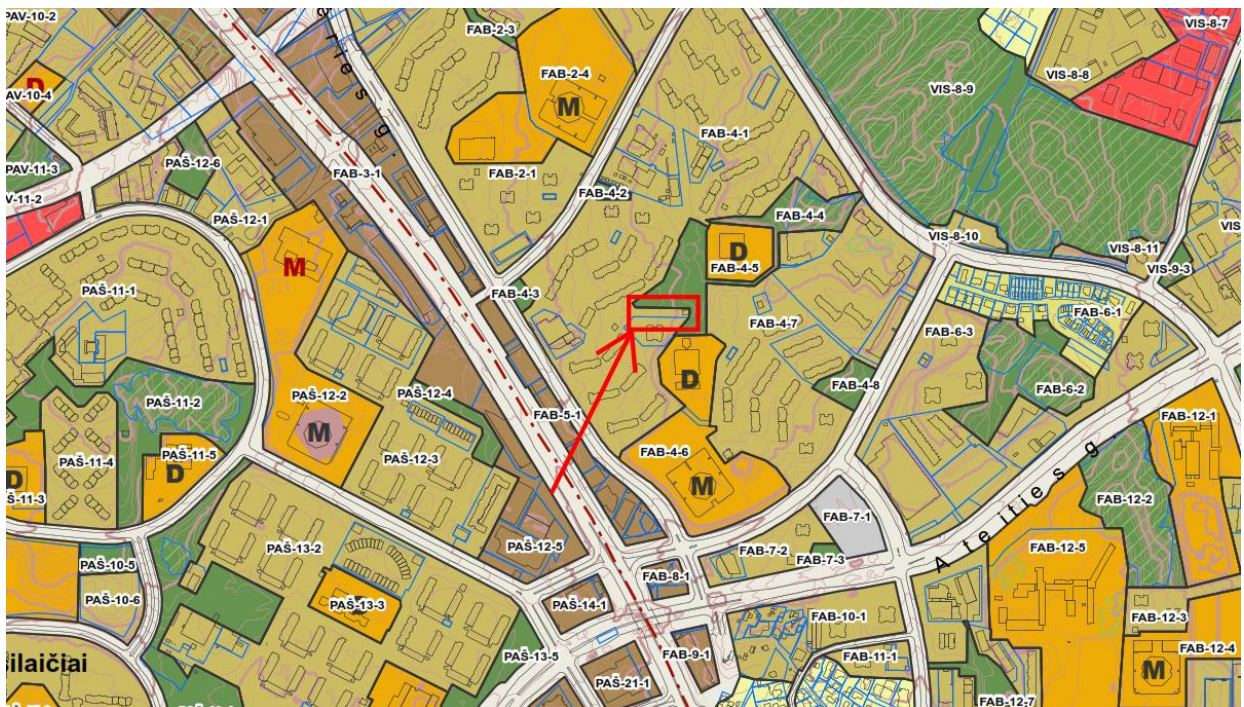 PAV-10-2
FAB-2-3
VIS-8-7
FAB-2-4
VIS-8-8
D
AV-10-4
VIS-8-9
M
FAB-4-1
PAŠ-12-6
PAV-11-3
FAB-3-1
FAB-2-1
FAB-4-2
V-11-2
PAŠ-12-1
FAB-4-4
VIS-8-10
VIS-8-11
VIS
D
FAB-4-5
VIS-9-3
M
PAŠ-11-1
FAB-4-3
FAB-6-1
FAB-4-7
FAB-6-3
D
FAB-4-8
PAŠ-12-2
PAŠ-12-4
FAB-6-2
PAŠ-11-2
FAB-5-1
FAB-12-1
M
FAB-4-6
PAŠ-11-4
PAŠ-11-5
D
PAŠ-12-3
D
M
Š-11-3
FAB-12-2
FAB-7-1
PAŠ-13-2
PAŠ-12-5
FAB-7-2
FAB-7-3
Ateities g.
FAB-12-5
PAŠ-10-5
FAB-8-1
PAŠ-10-6
PAŠ-13-3
PAŠ-14-1
FAB-10-1
FAB-12-3
FAB-9-1
PAŠ-13-5
FAB-11-1
FAB-12-4
ilaičiai
M
PAŠ-21-1
FAB-12-7